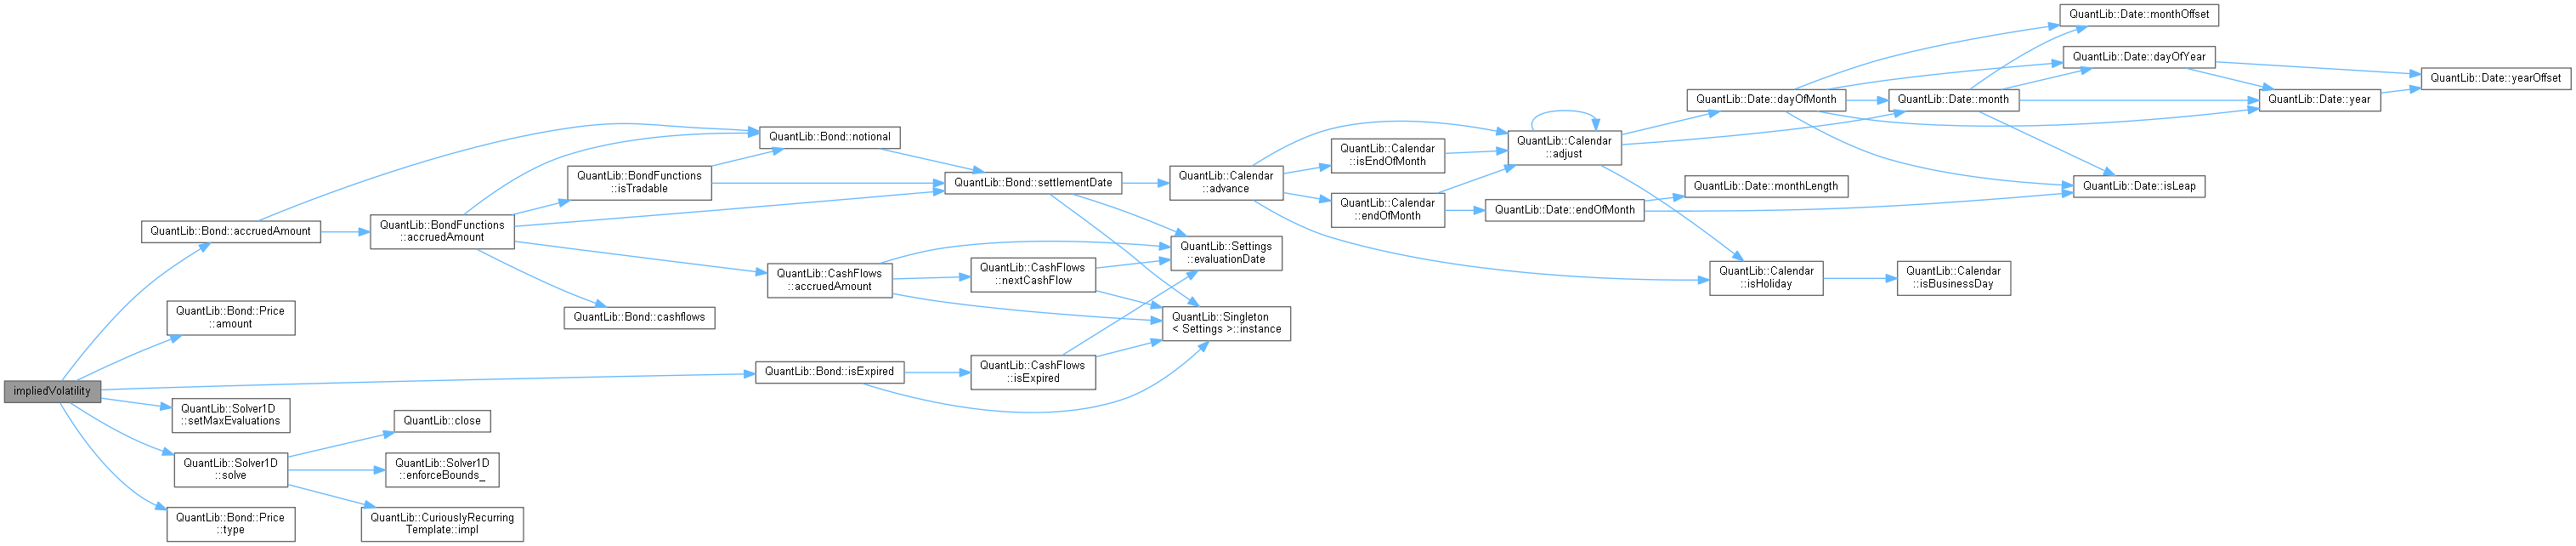 impliedVolatility
QuantLib::Bond::accruedAmount
QuantLib::Bond::Price
::amount
QuantLib::Solver1D
::setMaxEvaluations
QuantLib::Solver1D
::solve
QuantLib::Bond::Price
::type
QuantLib::BondFunctions
::accruedAmount
QuantLib::close
QuantLib::Solver1D
::enforceBounds_
QuantLib::CuriouslyRecurring
Template::impl
QuantLib::BondFunctions
::isTradable
QuantLib::Bond::cashflows
QuantLib::Bond::notional
QuantLib::CashFlows
::accruedAmount
QuantLib::Bond::isExpired
QuantLib::Bond::settlementDate
QuantLib::CashFlows
::nextCashFlow
QuantLib::CashFlows
::isExpired
QuantLib::Calendar
::advance
QuantLib::Settings
::evaluationDate
QuantLib::Singleton
< Settings >::instance
QuantLib::Calendar
::isEndOfMonth
QuantLib::Calendar
::endOfMonth
QuantLib::Calendar
::adjust
QuantLib::Date::endOfMonth
QuantLib::Date::dayOfMonth
QuantLib::Date::monthLength
QuantLib::Calendar
::isHoliday
QuantLib::Date::month
QuantLib::Calendar
::isBusinessDay
QuantLib::Date::monthOffset
QuantLib::Date::dayOfYear
QuantLib::Date::isLeap
QuantLib::Date::year
QuantLib::Date::yearOffset